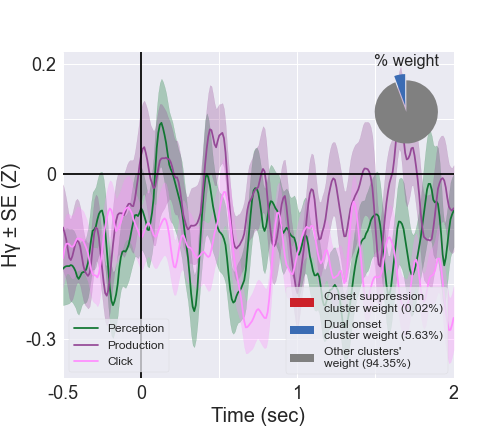 % weight
0.2
0
-0.3
Hγ ± SE (Z)
Perception
Production
Click
Onset suppression
cluster weight (0.02%)
Dual onset
cluster weight (5.63%)
Other clusters'
weight (94.35%)
-0.5
0
1
2
Time (sec)